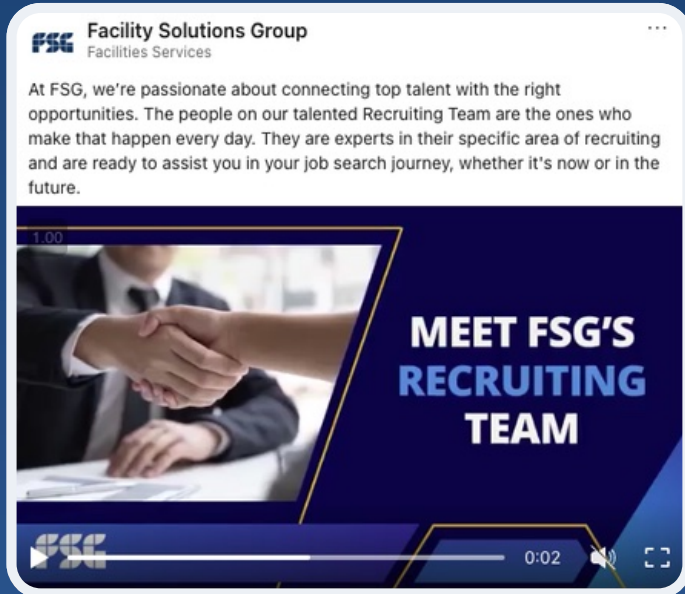 FSG
Facility Solutions Group
...
Facilities Services
At FSG, we're passionate about connecting top talent with the right
opportunities. The people on our talented Recruiting Team are the ones who
make that happen every day. They are experts in their specific area of recruiting
and are ready to assist you in your job search journey, whether it's now or in the
future.
1.00
MEET FSG'S
RECRUITING
TEAM
FSG
0:02